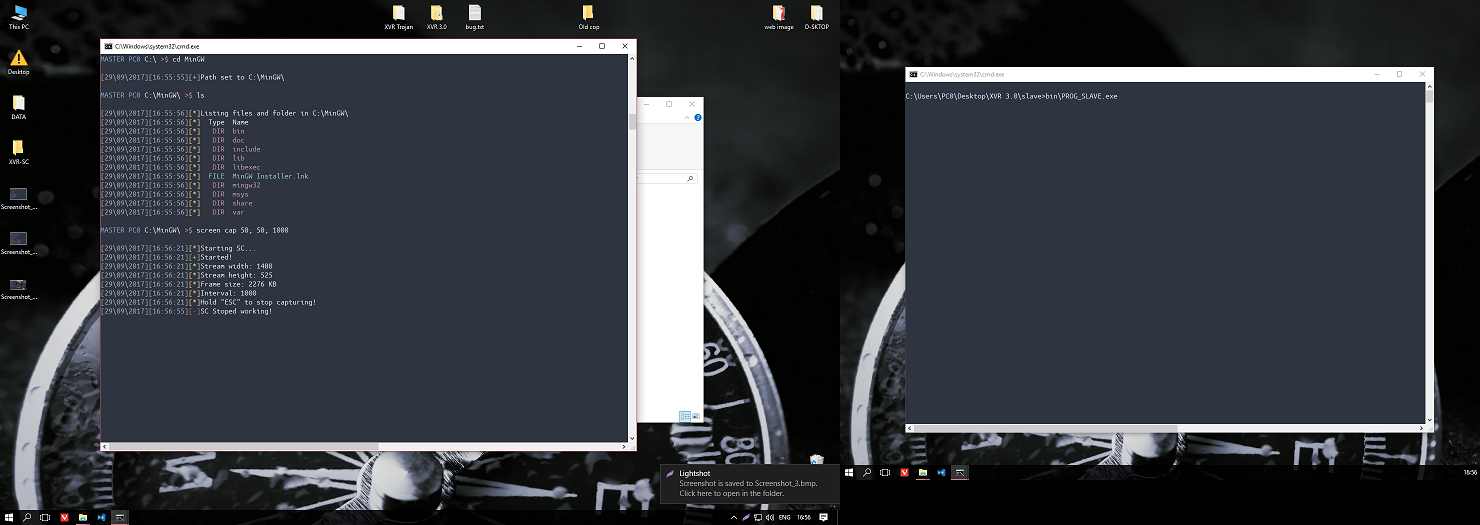 This PC
XVR Trojan
XVR 3.0
bug.txt
Old cop
web image
D-SKTOP
Desktop
DATA
XVR-SC
Screenshot_...
Screenshot_...
Screenshot_...
C:\Windows\system32\cmd.exe
MASTER PC0 C:\ >$ cd MinGW
[29\09\2017][16:55:55][+]Path set to C:\MinGW\
MASTER PC0 C:\MinGW\ >$ ls
[29\09\2017][16:55:56][*]Listing files and folder in C:\MinGW\
[29\09\2017][16:55:56][*]  Type  Name
[29\09\2017][16:55:56][*]   DIR  bin
[29\09\2017][16:55:56][*]   DIR  doc
[29\09\2017][16:55:56][*]   DIR  include
[29\09\2017][16:55:56][*]   DIR  lib
[29\09\2017][16:55:56][*]   DIR  libexec
[29\09\2017][16:55:56][*]  FILE  MinGW Installer.lnk
[29\09\2017][16:55:56][*]   DIR  mingw32
[29\09\2017][16:55:56][*]   DIR  msys
[29\09\2017][16:55:56][*]   DIR  share
[29\09\2017][16:55:56][*]   DIR  var
MASTER PC0 C:\MinGW\ >$ screen cap 50, 50, 1000
[29\09\2017][16:56:21][*]Starting SC...
[29\09\2017][16:56:21][+]Started!
[29\09\2017][16:56:21][*]Stream width: 1480
[29\09\2017][16:56:21][*]Stream height: 525
[29\09\2017][16:56:21][*]Frame size: 2276 KB
[29\09\2017][16:56:21][*]Interval: 1000
[29\09\2017][16:56:21][*]Hold "ESC" to stop capturing!
[29\09\2017][16:56:55][-]SC Stoped working!
60
80
Lightshot
Screenshot is saved to Screenshot_3.bmp.
Click here to open in the folder.
ENG
16:56
C:\Windows\system32\cmd.exe
C:\Users\PC0\Desktop\XVR 3.0\slave>bin\PROG_SLAVE.exe
16:56